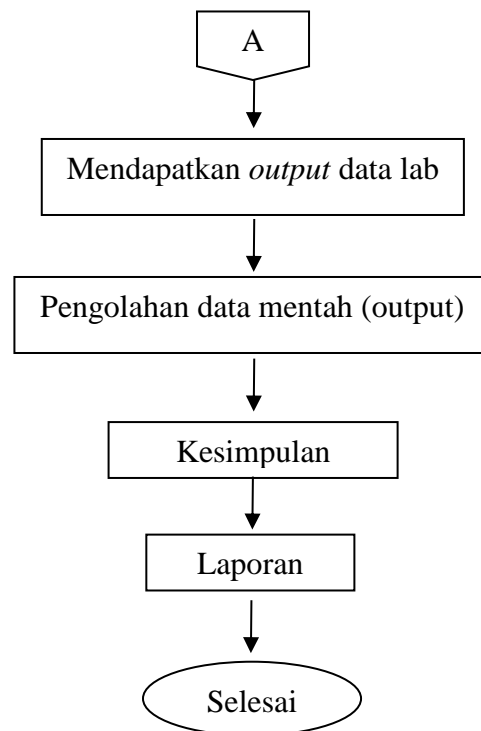 A
Mendapatkan output data lab
Pengolahan data mentah (output)
Kesimpulan
Laporan
Selesai